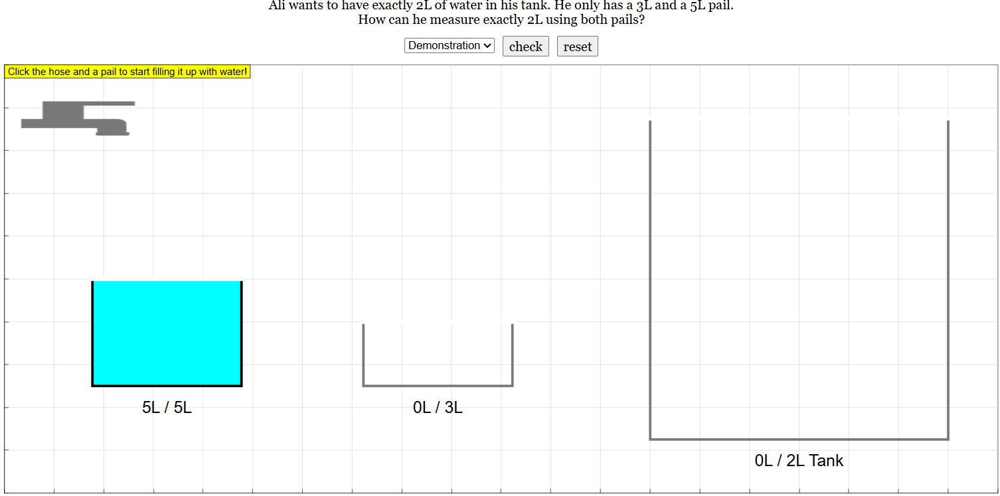 Ali wants to have exactly 2L of water in his tank. He only has a 3L and a 5L pail.
How can he measure exactly 2L using both pails?
Demonstration check reset
Click the hose and a pail to start filling it up with water!
5L / 5L
0L / 3L
0L / 2L Tank